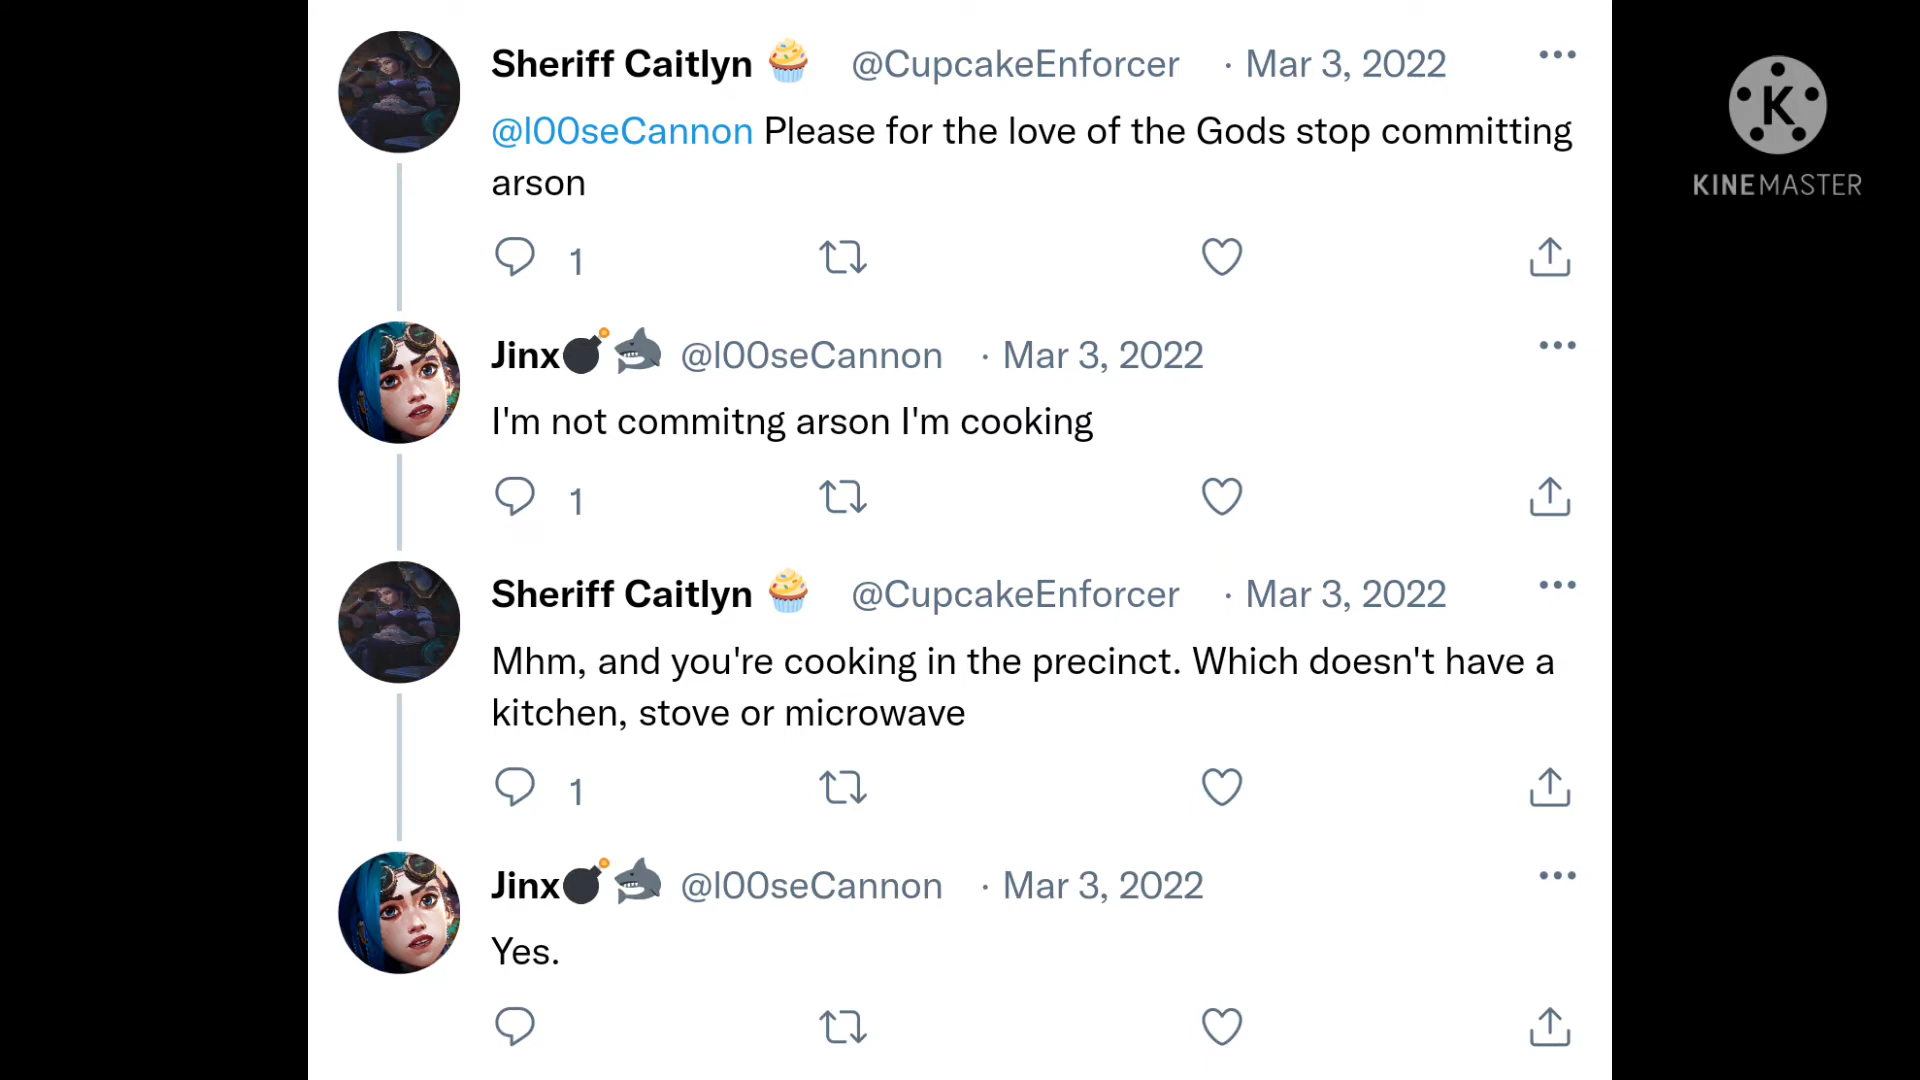 Sheriff Caitlyn 🧁 @CupcakeEnforcer · Mar 3, 2022
@l00seCannon Please for the love of the Gods stop committing
arson
1
Jinx💣🦈 @l00seCannon · Mar 3, 2022
I'm not commitng arson I'm cooking
1
Sheriff Caitlyn 🧁 @CupcakeEnforcer · Mar 3, 2022
Mhm, and you're cooking in the precinct. Which doesn't have a
kitchen, stove or microwave
1
Jinx💣🦈 @l00seCannon · Mar 3, 2022
Yes.
K
KINEMASTER